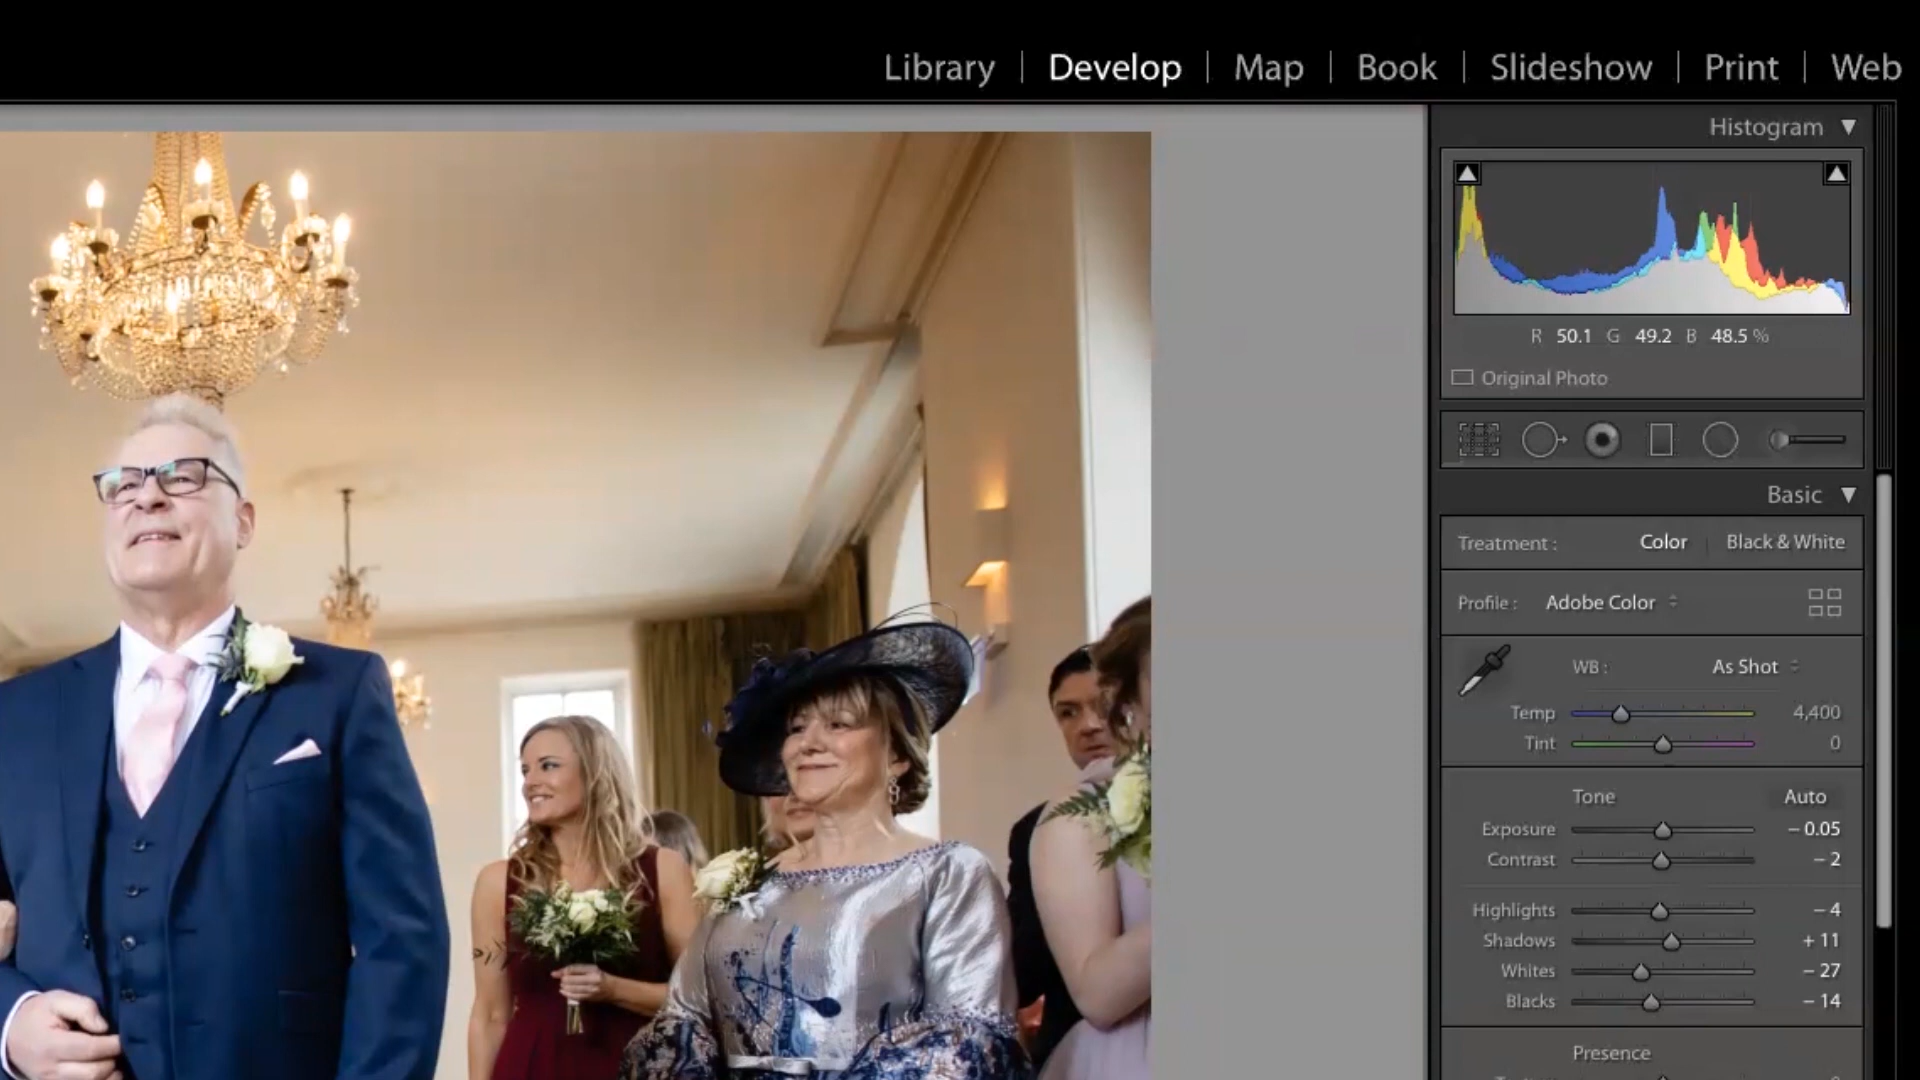 Library | Develop | Map | Book | Slideshow | Print | Web
Histogram
R 50.1 G 49.2 B 48.5 %
Original Photo
Basic
Treatment : Color Black & White
Profile : Adobe Color
WB : As Shot
Temp 4,400
Tint 0
Tone Auto
Exposure – 0.05
Contrast – 2
Highlights – 4
Shadows + 11
Whites – 27
Blacks – 14
Presence